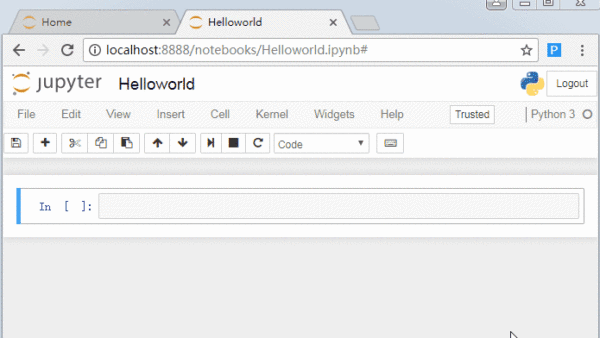 Home
Helloworld
localhost:8888/notebooks/Helloworld.ipynb#
P
jupyter Helloworld
Logout
File Edit View Insert Cell Kernel Widgets Help Trusted Python 3
Code
In [ ]: